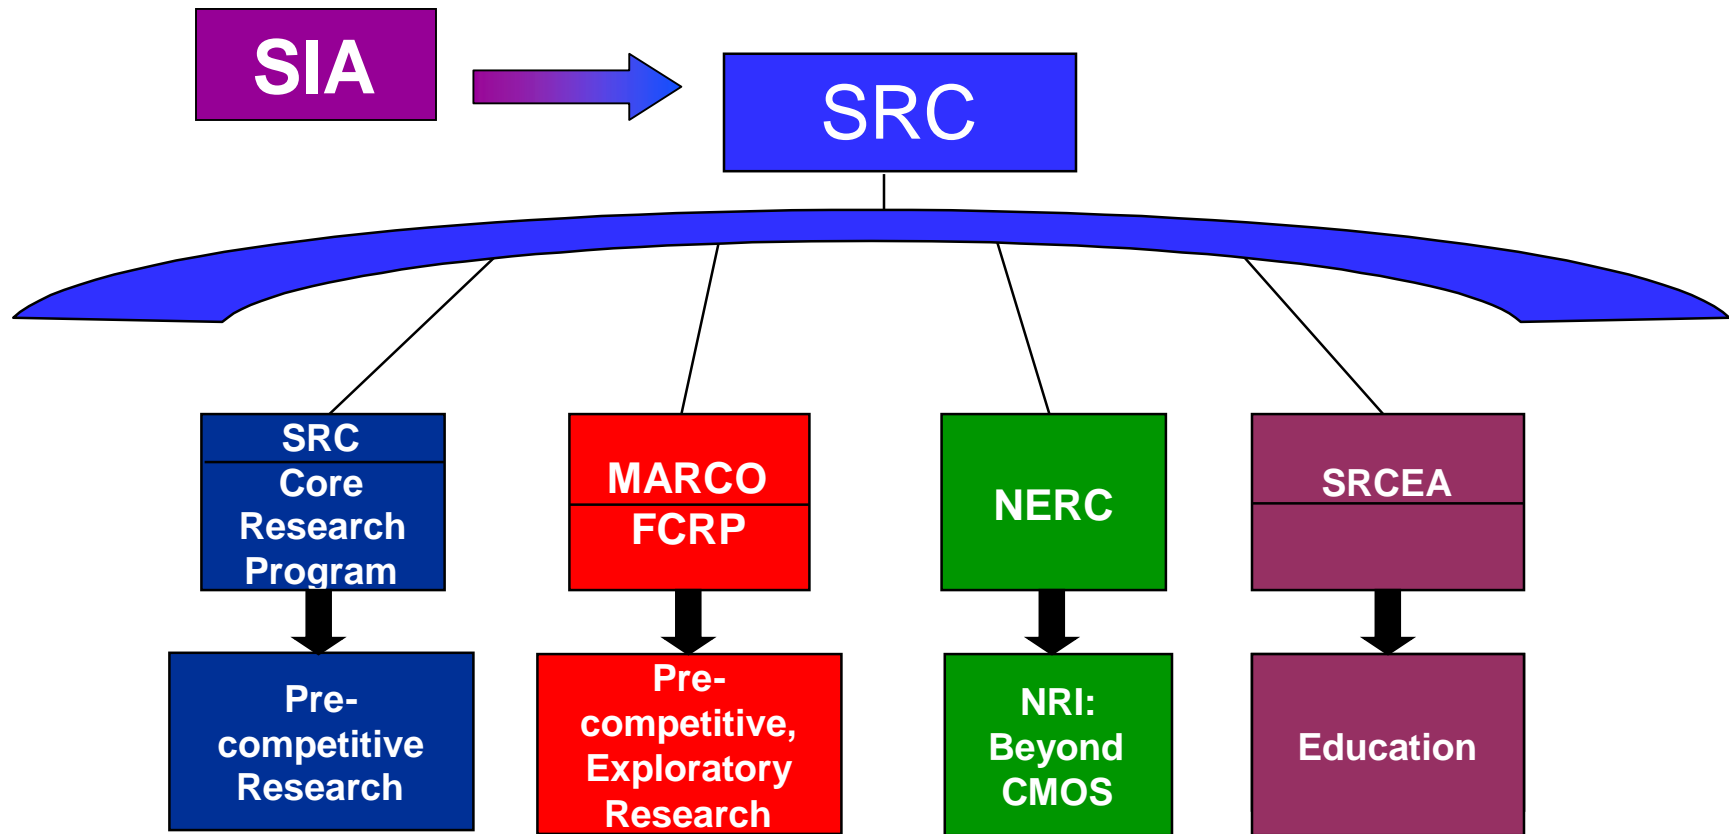 SIA
SRC
SRC
Core
Research
Program
MARCO
FCRP
NERC
SRCEA
Pre-
competitive
Research
Pre-
competitive,
Exploratory
Research
NRI:
Beyond
CMOS
Education